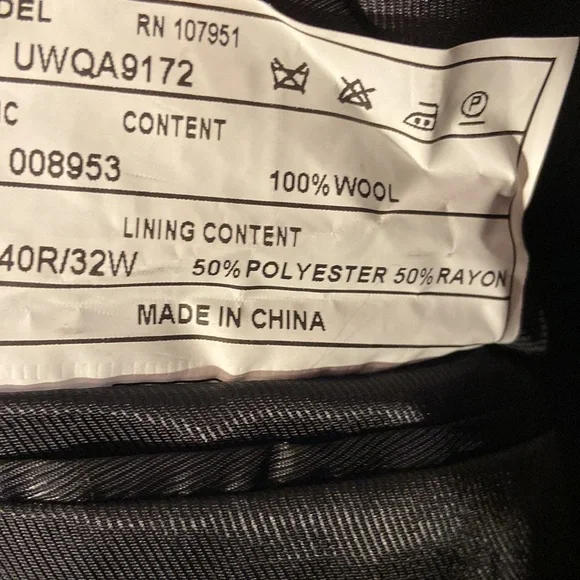 DEL RN 107951
UWQA9172
IC CONTENT
008953 100% WOOL
LINING CONTENT
40R/32W 50% POLYESTER 50% RAYON
MADE IN CHINA
P